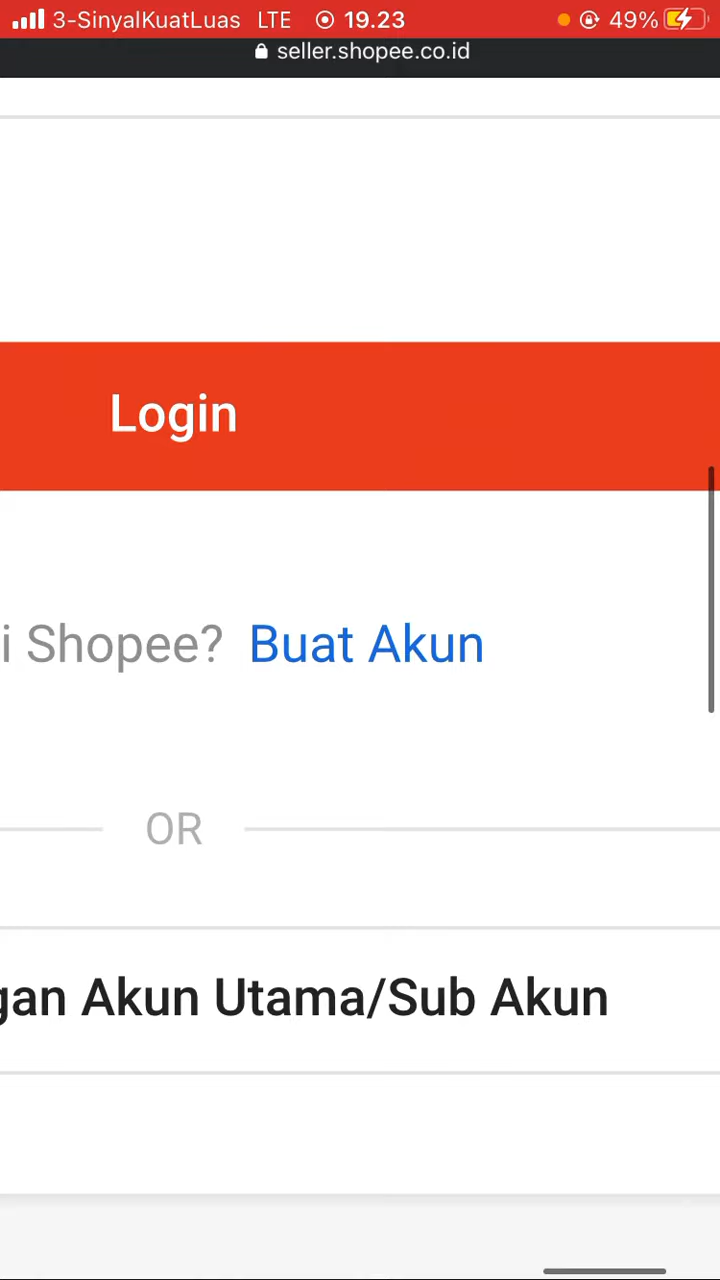 3-SinyalKuatLuas LTE 19.23 49%
seller.shopee.co.id
Login
i Shopee? Buat Akun
OR
gan Akun Utama/Sub Akun